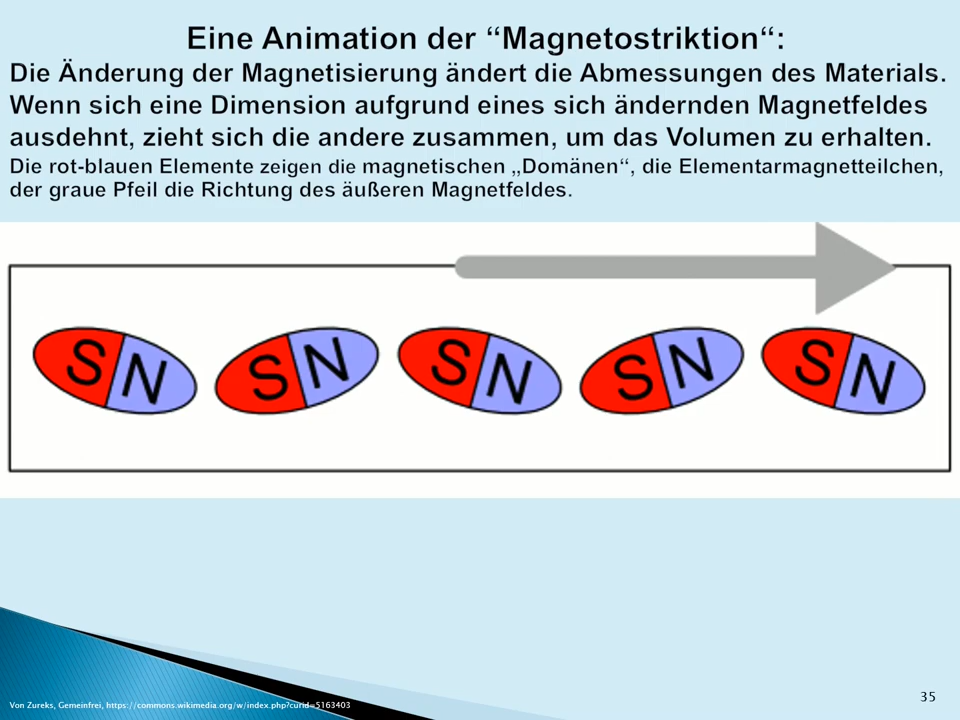 Eine Animation der “Magnetostriktion“:
Die Änderung der Magnetisierung ändert die Abmessungen des Materials.
Wenn sich eine Dimension aufgrund eines sich ändernden Magnetfeldes
ausdehnt, zieht sich die andere zusammen, um das Volumen zu erhalten.
Die rot-blauen Elemente zeigen die magnetischen „Domänen“, die Elementarmagnetteilchen,
der graue Pfeil die Richtung des äußeren Magnetfeldes.
S N S N S N S N S N
Von Zureks, Gemeinfrei, https://commons.wikimedia.org/w/index.php?curid=5163403
35